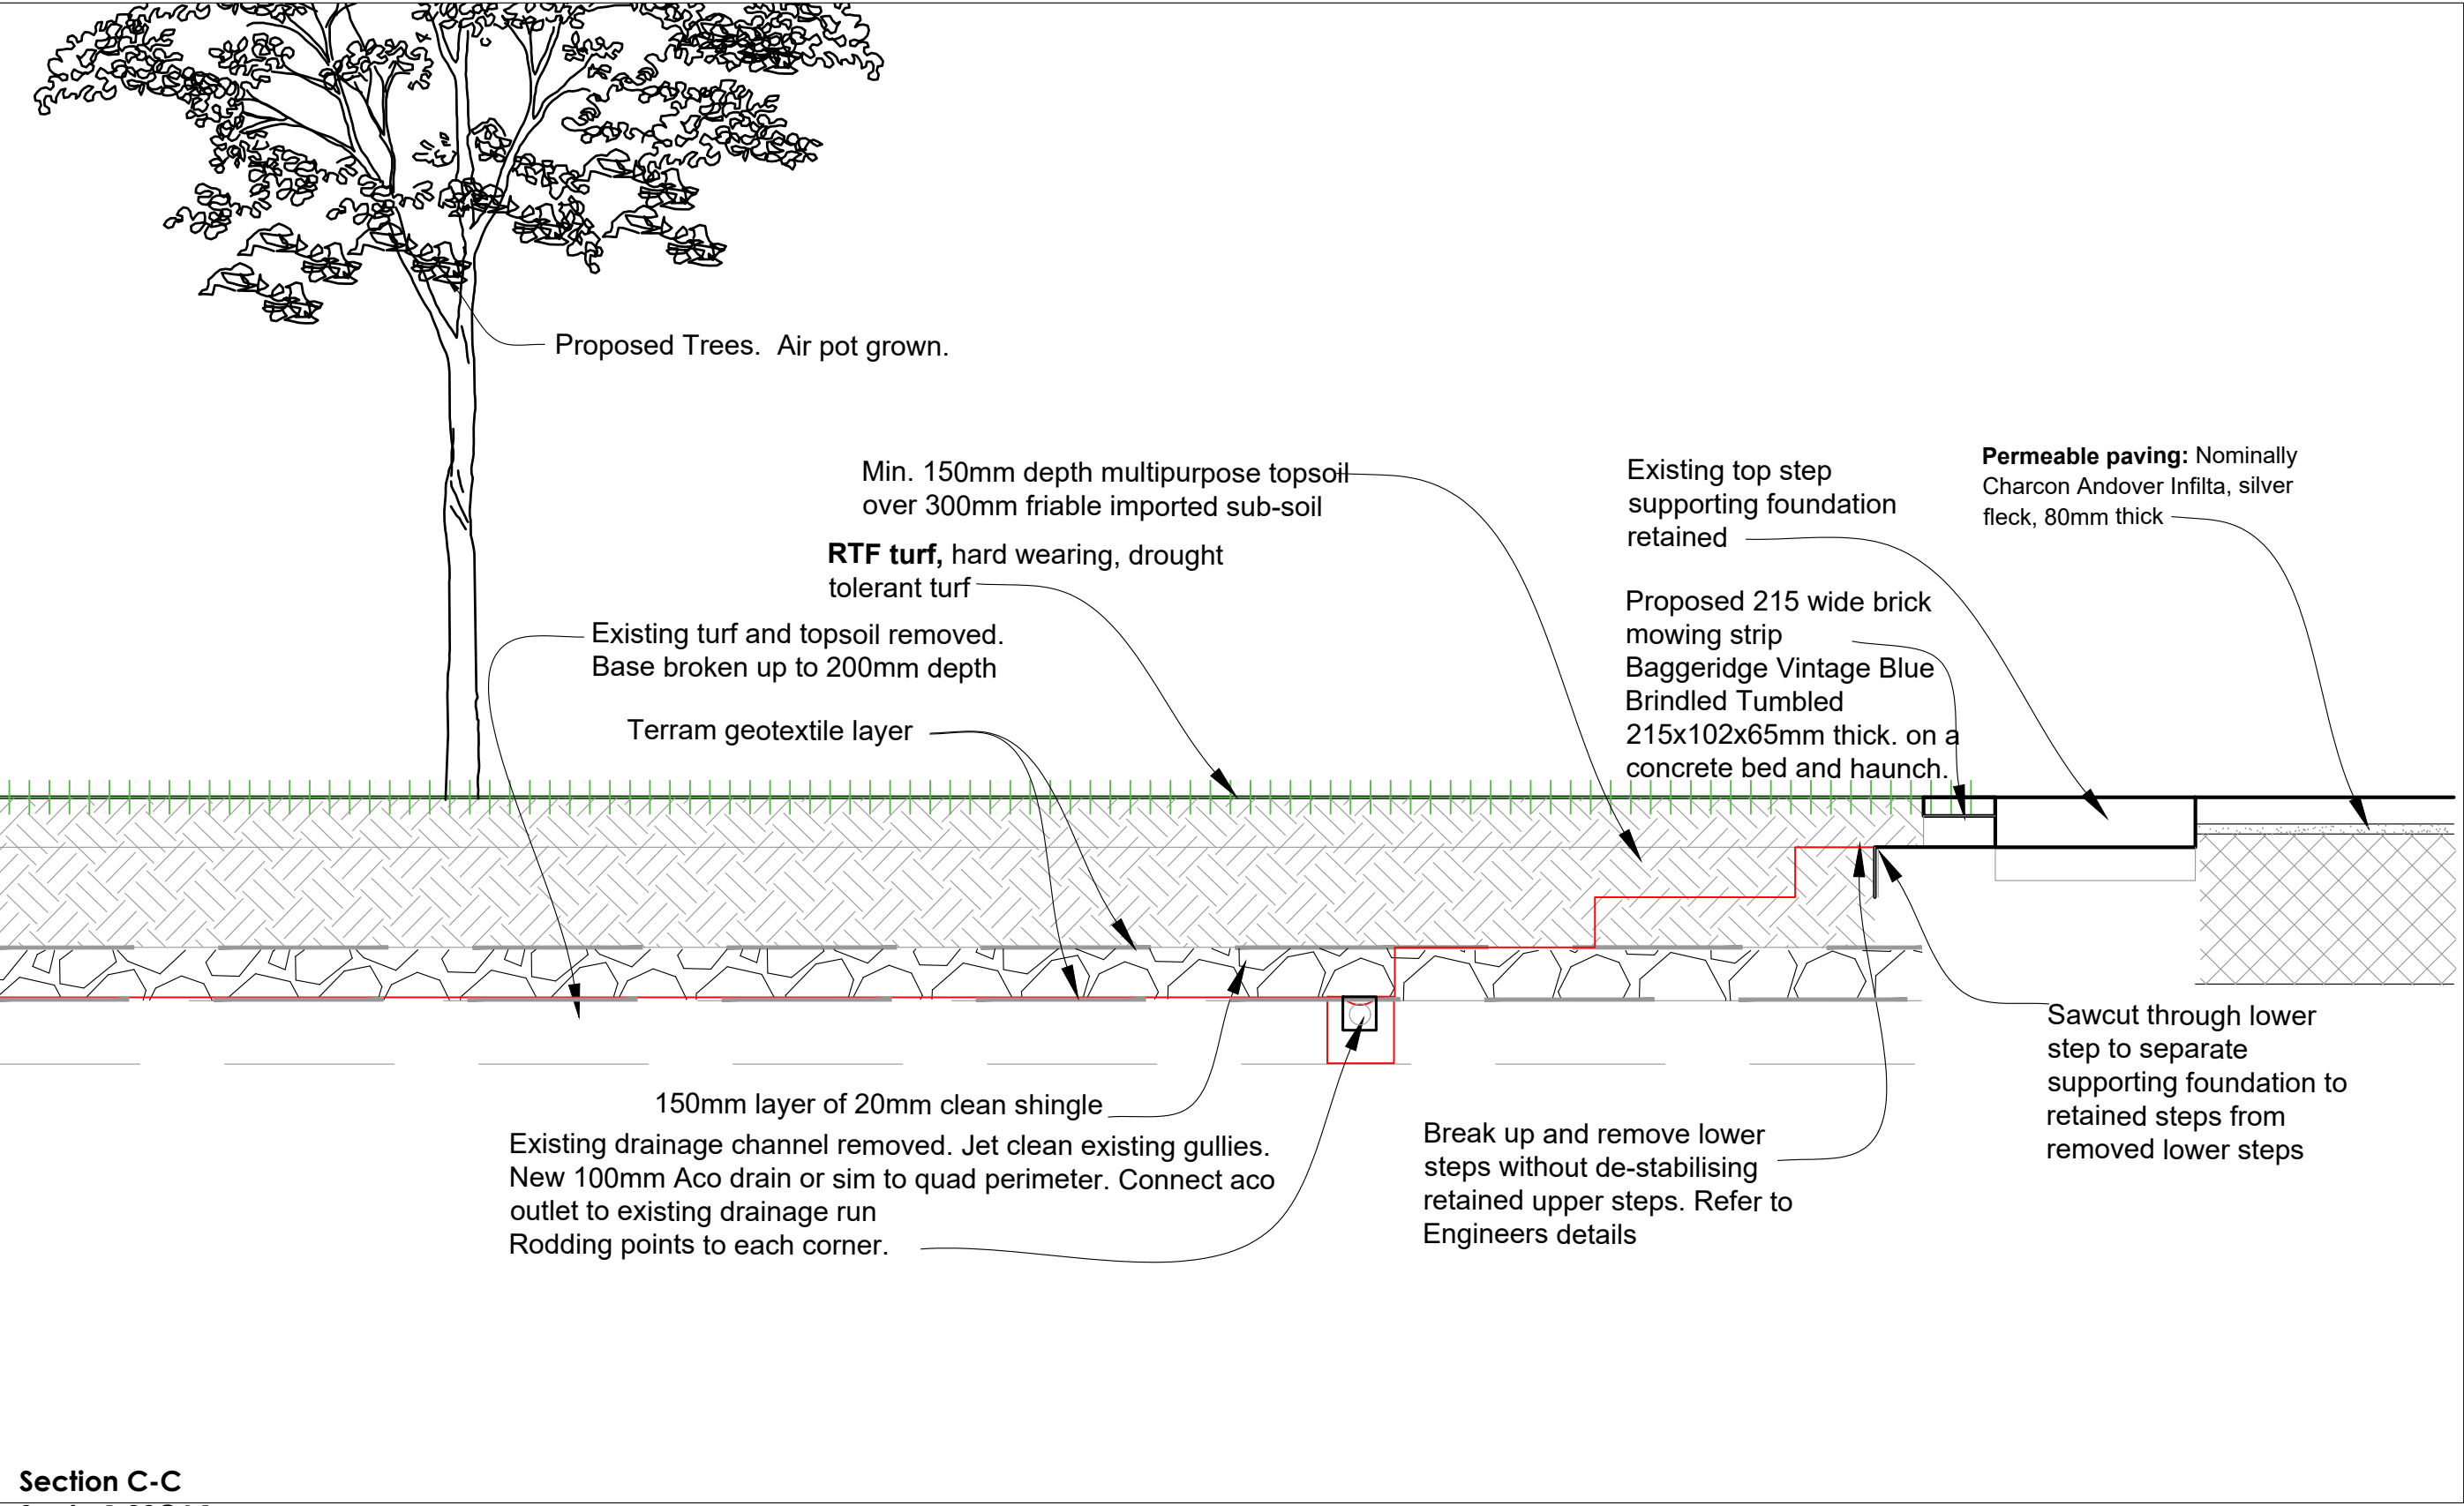 Proposed Trees. Air pot grown.
Min. 150mm depth multipurpose topsoil
over 300mm friable imported sub-soil
RTF turf, hard wearing, drought
tolerant turf
Existing turf and topsoil removed.
Base broken up to 200mm depth
Terram geotextile layer
Existing top step
supporting foundation
retained
Permeable paving: Nominally
Charcon Andover Infilta, silver
fleck, 80mm thick
Proposed 215 wide brick
mowing strip
Baggeridge Vintage Blue
Brindled Tumbled
215x102x65mm thick. on a
concrete bed and haunch.
150mm layer of 20mm clean shingle
Existing drainage channel removed. Jet clean existing gullies.
New 100mm Aco drain or sim to quad perimeter. Connect aco
outlet to existing drainage run
Rodding points to each corner.
Break up and remove lower
steps without de-stabilising
retained upper steps. Refer to
Engineers details
Sawcut through lower
step to separate
supporting foundation to
retained steps from
removed lower steps
Section C-C